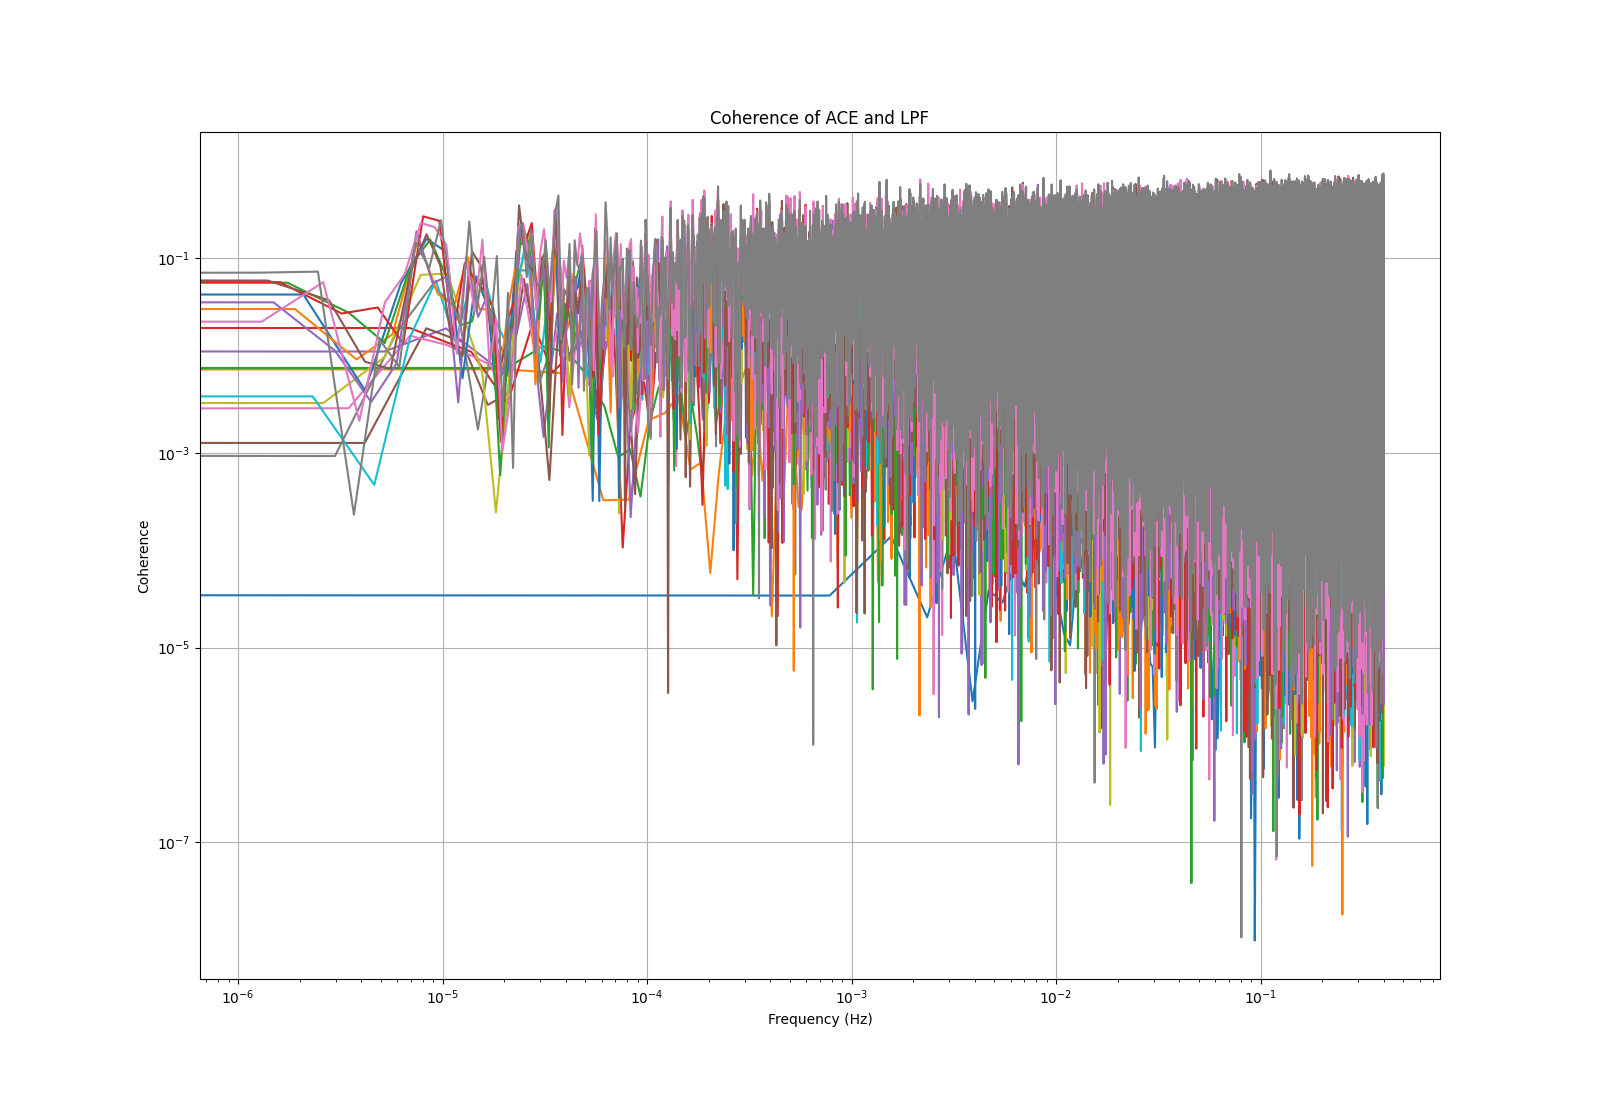 Coherence of ACE and LPF
Coherence
10⁻¹
10⁻³
10⁻⁵
10⁻⁷
10⁻⁶ 10⁻⁵ 10⁻⁴ 10⁻³ 10⁻² 10⁻¹
Frequency (Hz)